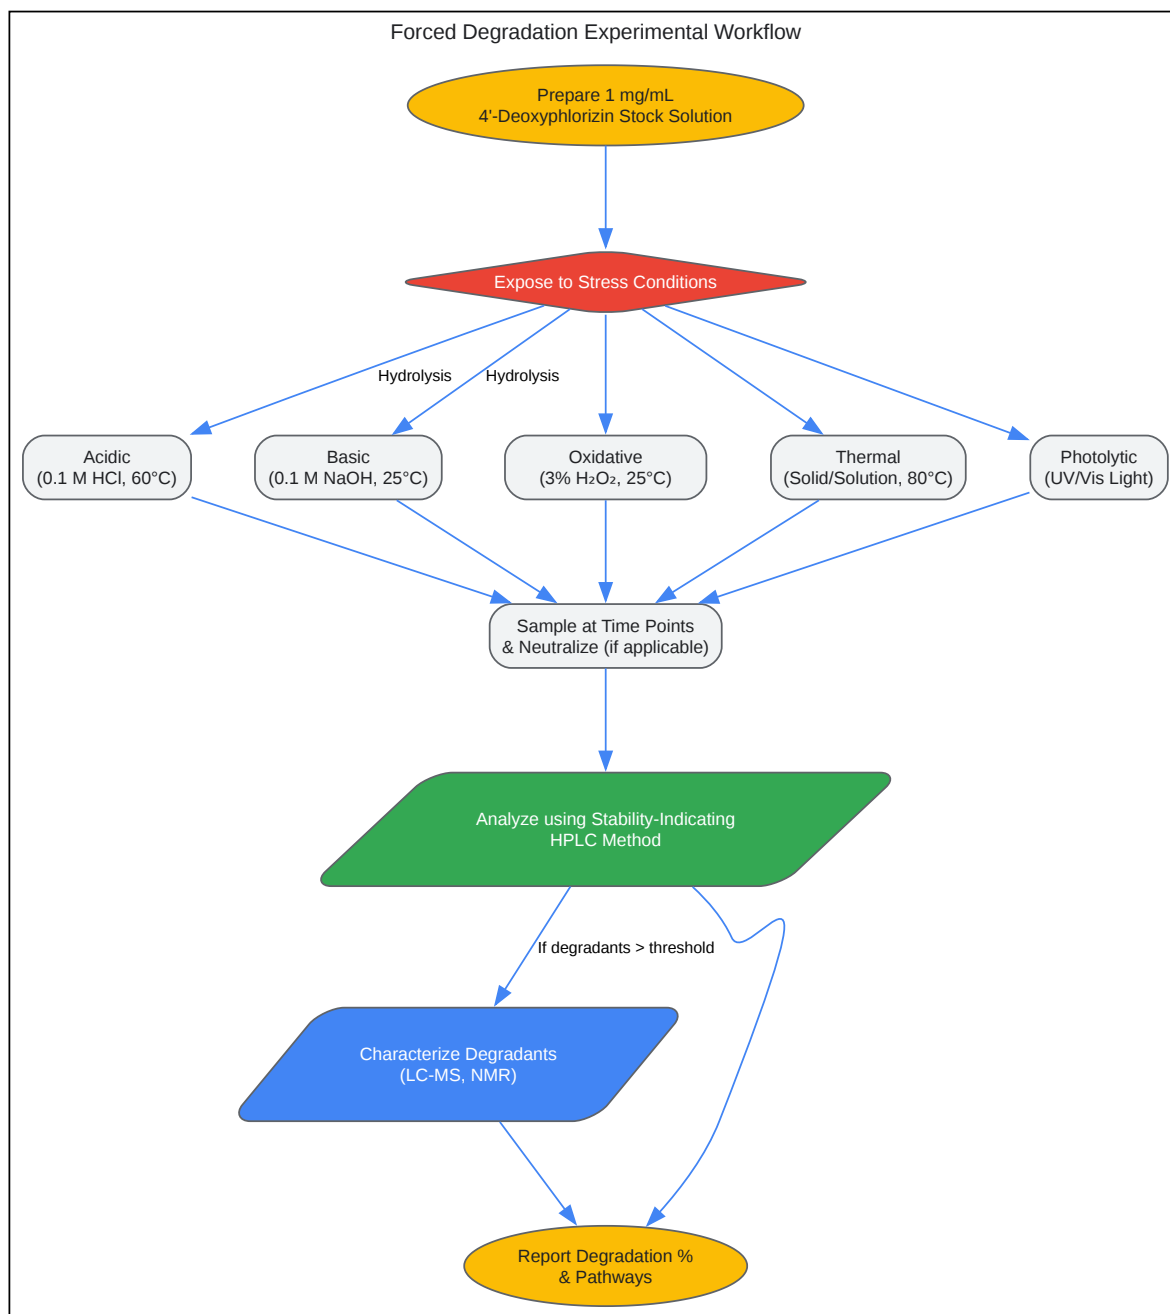 Forced Degradation Experimental Workflow
Prepare 1 mg/mL
4'-Deoxyphlorizin Stock Solution
Expose to Stress Conditions
Hydrolysis
Hydrolysis
Acidic
(0.1 M HCl, 60°C)
Basic
(0.1 M NaOH, 25°C)
Oxidative
(3% H₂O₂, 25°C)
Thermal
(Solid/Solution, 80°C)
Photolytic
(UV/Vis Light)
Sample at Time Points
& Neutralize (if applicable)
Analyze using Stability-Indicating
HPLC Method
If degradants > threshold
Characterize Degradants
(LC-MS, NMR)
Report Degradation %
& Pathways